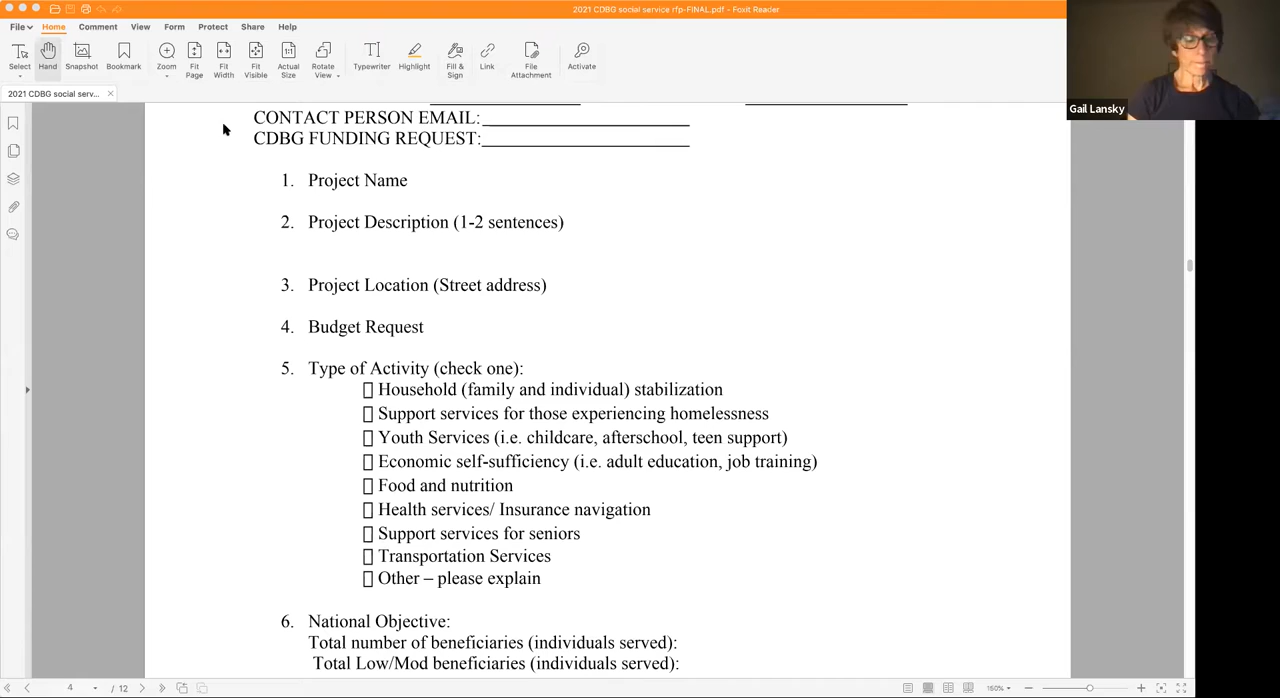 2021 CDBG social service rfp-FINAL.pdf - Foxit Reader
File Home Comment View Form Protect Share Help
Select Hand Snapshot Bookmark Zoom Fit Page Fit Width Fit Visible Actual Size Rotate View Typewriter Highlight Fill & Sign Link File Attachment Activate
2021 CDBG social serv...
Gail Lansky
CONTACT PERSON EMAIL:
CDBG FUNDING REQUEST:
1. Project Name
2. Project Description (1-2 sentences)
3. Project Location (Street address)
4. Budget Request
5. Type of Activity (check one):
Household (family and individual) stabilization
Support services for those experiencing homelessness
Youth Services (i.e. childcare, afterschool, teen support)
Economic self-sufficiency (i.e. adult education, job training)
Food and nutrition
Health services/ Insurance navigation
Support services for seniors
Transportation Services
Other – please explain
6. National Objective:
Total number of beneficiaries (individuals served):
Total Low/Mod beneficiaries (individuals served):
4 / 12 150%